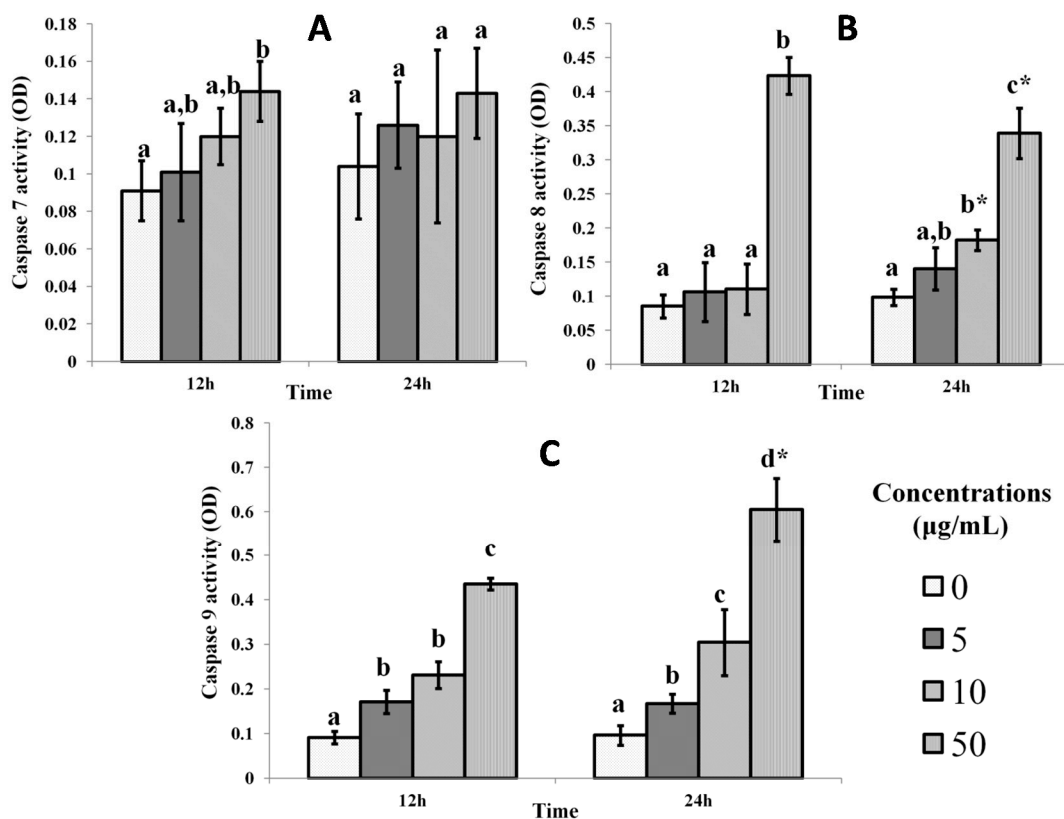 A
Caspase 7 activity (OD)
0.18
0.16
0.14
0.12
0.1
0.08
0.06
0.04
0.02
0
a
a,b
a,b
b
a
a
a
a
12h
24h
Time
B
Caspase 8 activity (OD)
0.5
0.45
0.4
0.35
0.3
0.25
0.2
0.15
0.1
0.05
0
a
a
a
b
a
a,b
b*
c*
12h
24h
Time
C
Caspase 9 activity (OD)
0.8
0.7
0.6
0.5
0.4
0.3
0.2
0.1
0
a
b
b
c
a
b
c
d*
12h
24h
Time
Concentrations
(µg/mL)
0
5
10
50